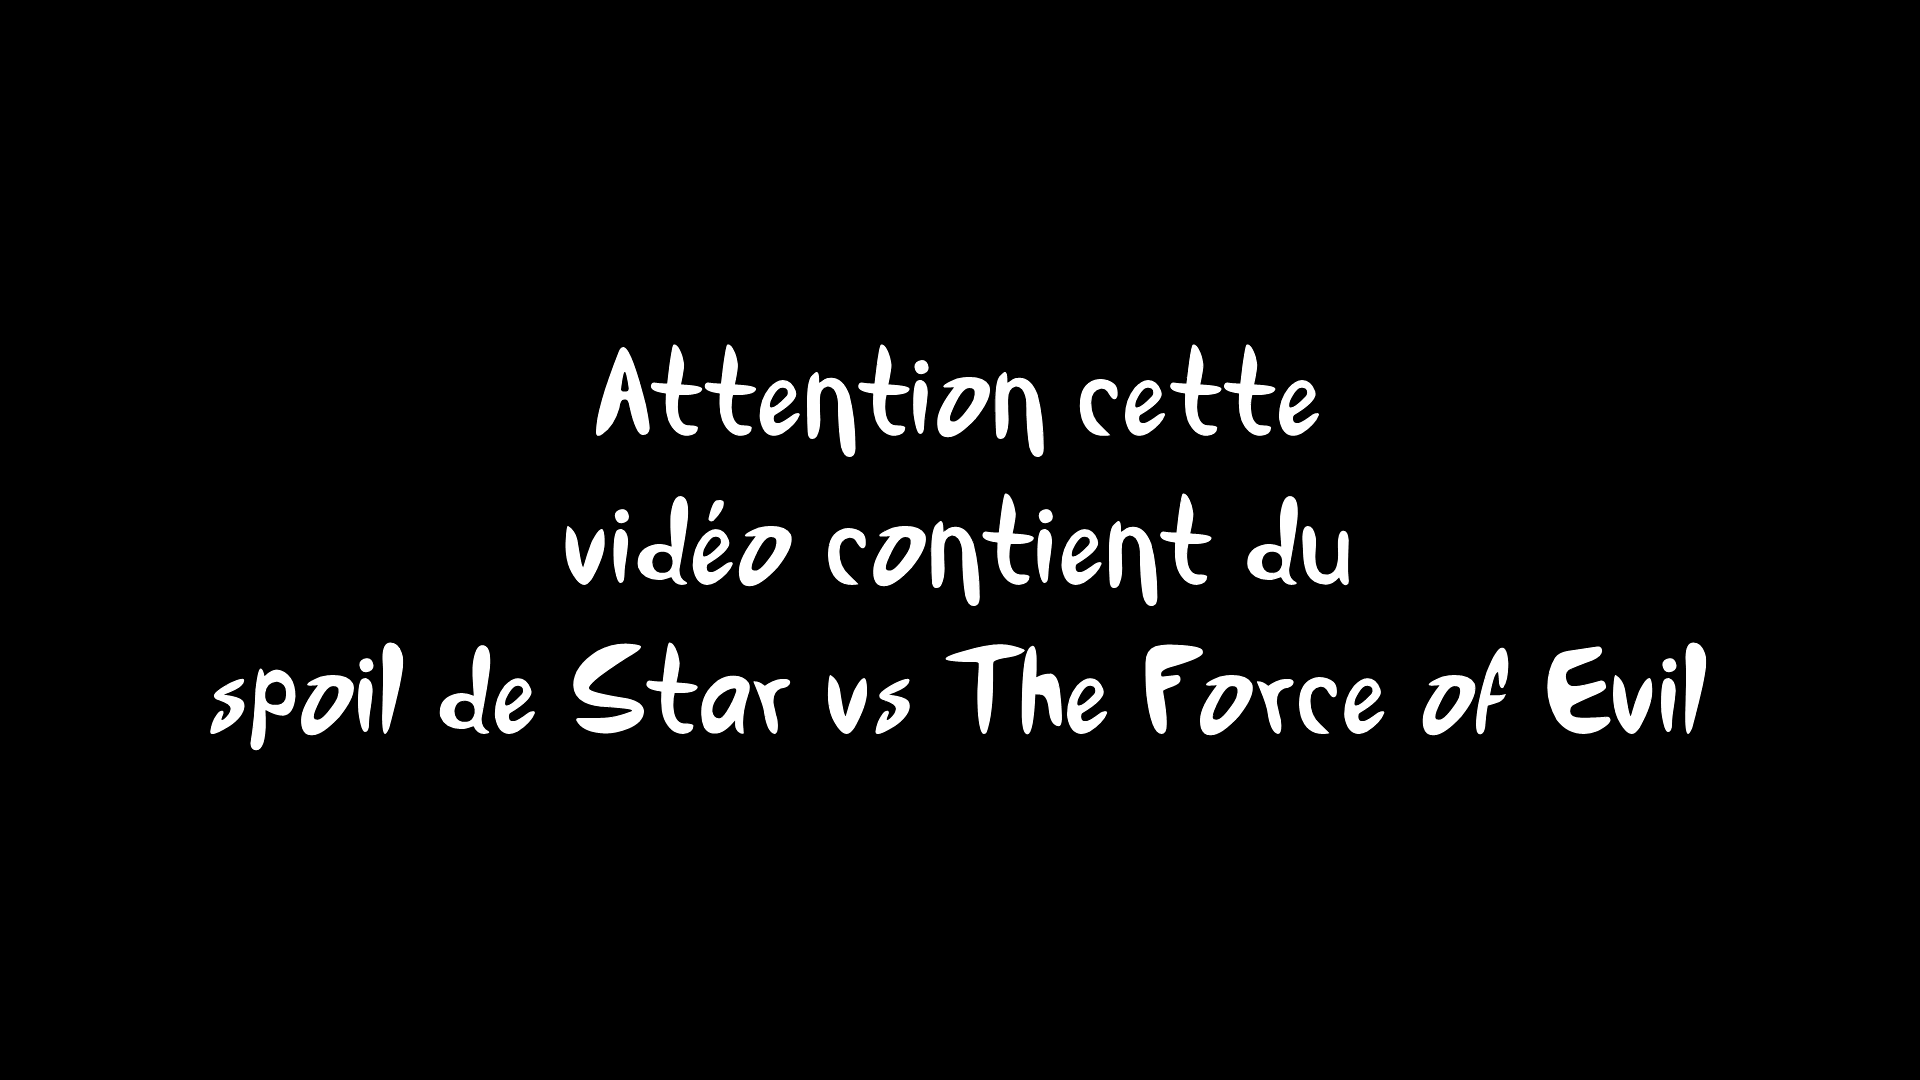 Attention cette
vidéo contient du
spoil de Star vs The Force of Evil